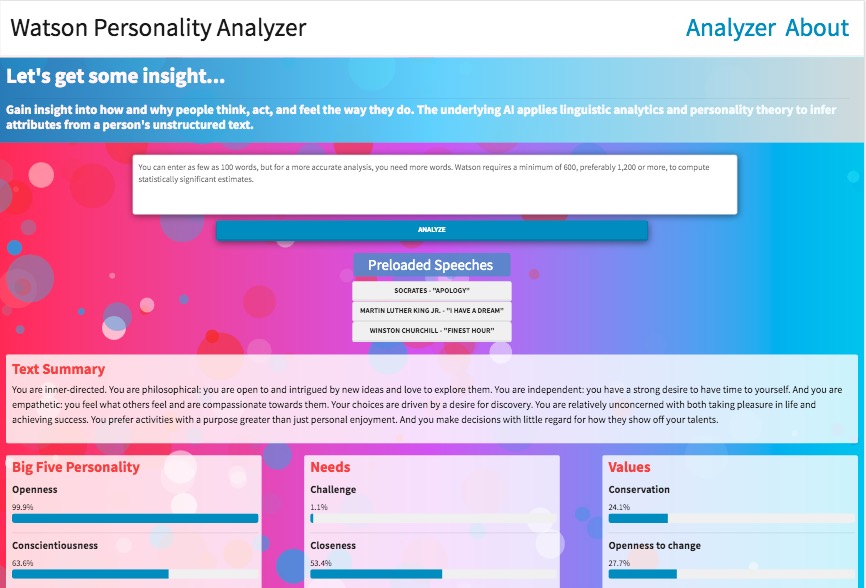 Watson Personality Analyzer
Analyzer About
Let's get some insight...
Gain insight into how and why people think, act, and feel the way they do. The underlying AI applies linguistic analytics and personality theory to infer
attributes from a person's unstructured text.
You can enter as few as 100 words, but for a more accurate analysis, you need more words. Watson requires a minimum of 600, preferably 1,200 or more, to compute
statistically significant estimates.
ANALYZE
Preloaded Speeches
SOCRATES - "APOLOGY"
MARTIN LUTHER KING JR. - "I HAVE A DREAM"
WINSTON CHURCHILL - "FINEST HOUR"
Text Summary
You are inner-directed. You are philosophical: you are open to and intrigued by new ideas and love to explore them. You are independent: you have a strong desire to have time to yourself. And you are
empathetic: you feel what others feel and are compassionate towards them. Your choices are driven by a desire for discovery. You are relatively unconcerned with both taking pleasure in life and
achieving success. You prefer activities with a purpose greater than just personal enjoyment. And you make decisions with little regard for how they show off your talents.
Big Five Personality
Openness
99.9%
Conscientiousness
63.6%
Needs
Challenge
1.1%
Closeness
53.4%
Values
Conservation
24.1%
Openness to change
27.7%